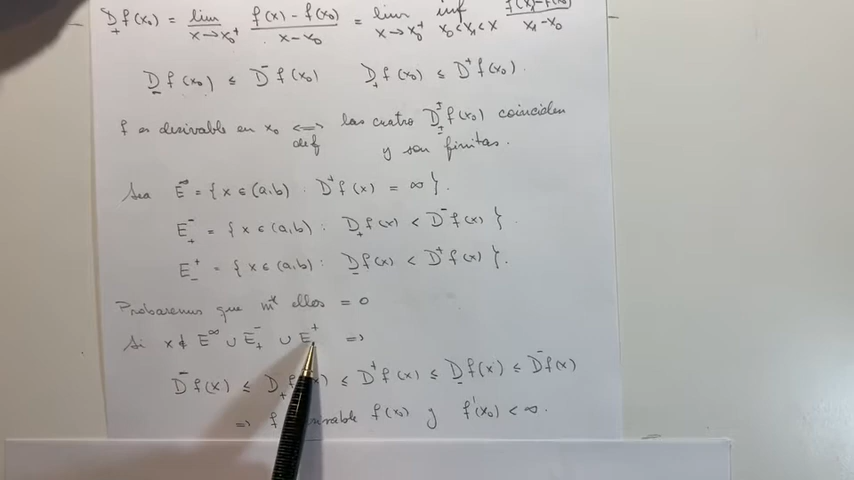 D₊f(x₀) = lim_{x→x₀⁺} (f(x) - f(x₀))/(x - x₀) = lim_{x→x₀⁺} inf_{x₀<x₁<x} (f(x₁)-f(x₀))/(x₁-x₀)
D₋f(x₀) ≤ D⁻f(x₀)    D₊f(x₀) ≤ D⁺f(x₀).
f es derivable en x₀ ⟺ las cuatro D^±_± f(x₀) coinciden
def y son finitas.
Sea E^∞ = { x ∈ (a,b) : D⁺f(x) = ∞ }.
E₊⁻ = { x ∈ (a,b) : D₊f(x) < D⁻f(x) }.
E₋⁺ = { x ∈ (a,b) : D₋f(x) < D⁺f(x) }.
Probaremos que m* ellos = 0
Si x ∉ E^∞ ∪ E₊⁻ ∪ E⁺ ⟹
D⁻f(x) ≤ D₊f(x) ≤ D⁺f(x) ≤ D₋f(x) ≤ D⁻f(x)
⟹ f f(x₀) y f'(x₀) < ∞.